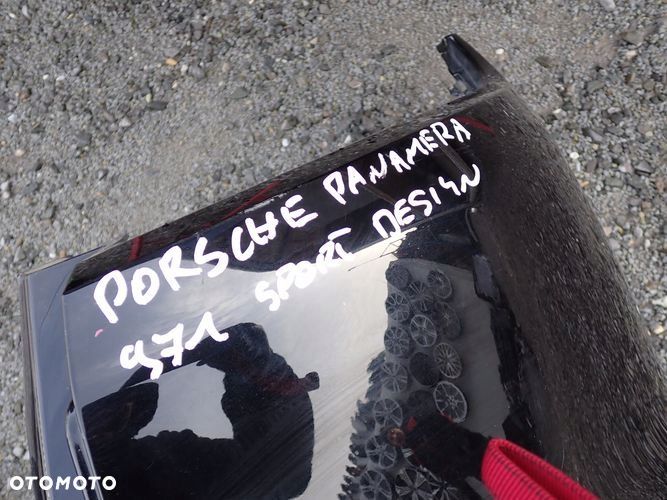 PORSCHE PANAMERA
971 SPORT DESIGN
OTOMOTO